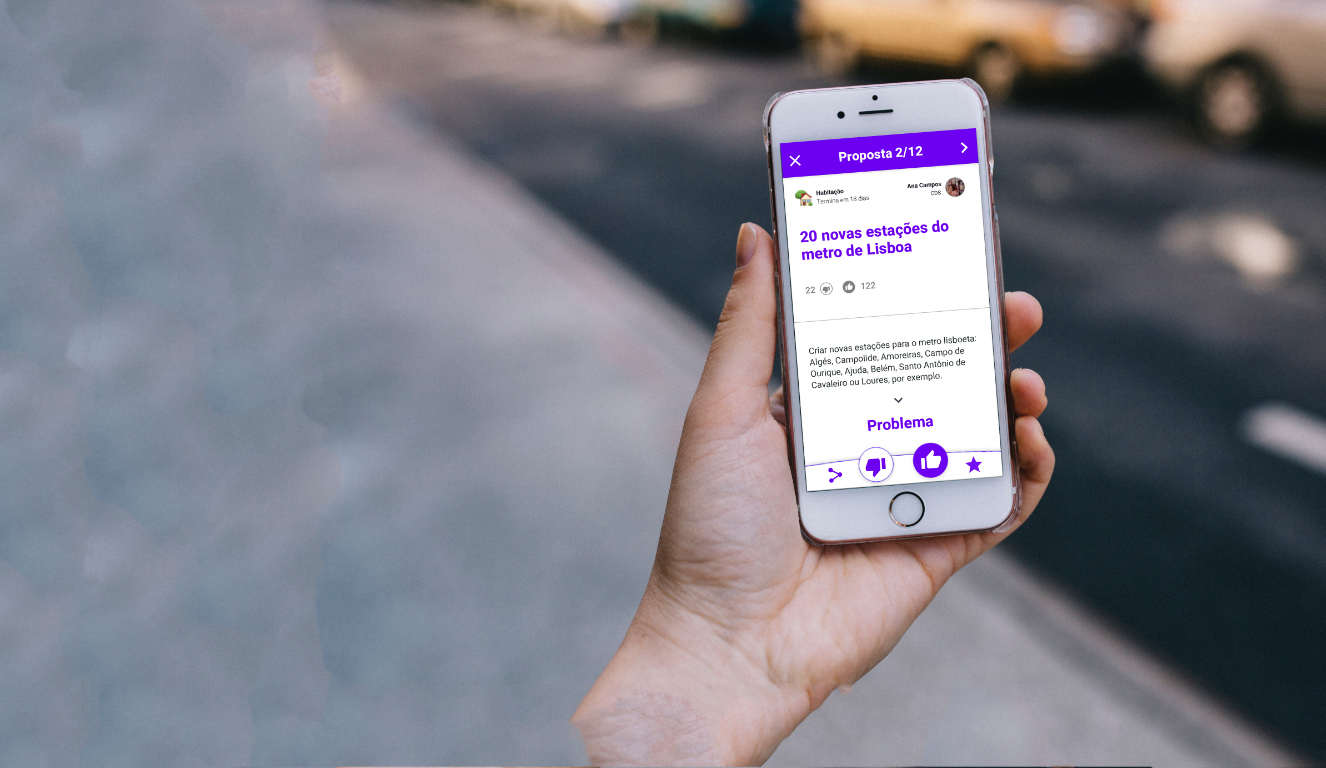 Proposta 2/12
Habitação
Termina em 18 dias
Ana Campos
CDS
20 novas estações do
metro de Lisboa
22
122
Criar novas estações para o metro lisboeta:
Algés, Campolide, Amoreiras, Campo de
Ourique, Ajuda, Belém, Santo Antônio de
Cavaleiro ou Loures, por exemplo.
Problema